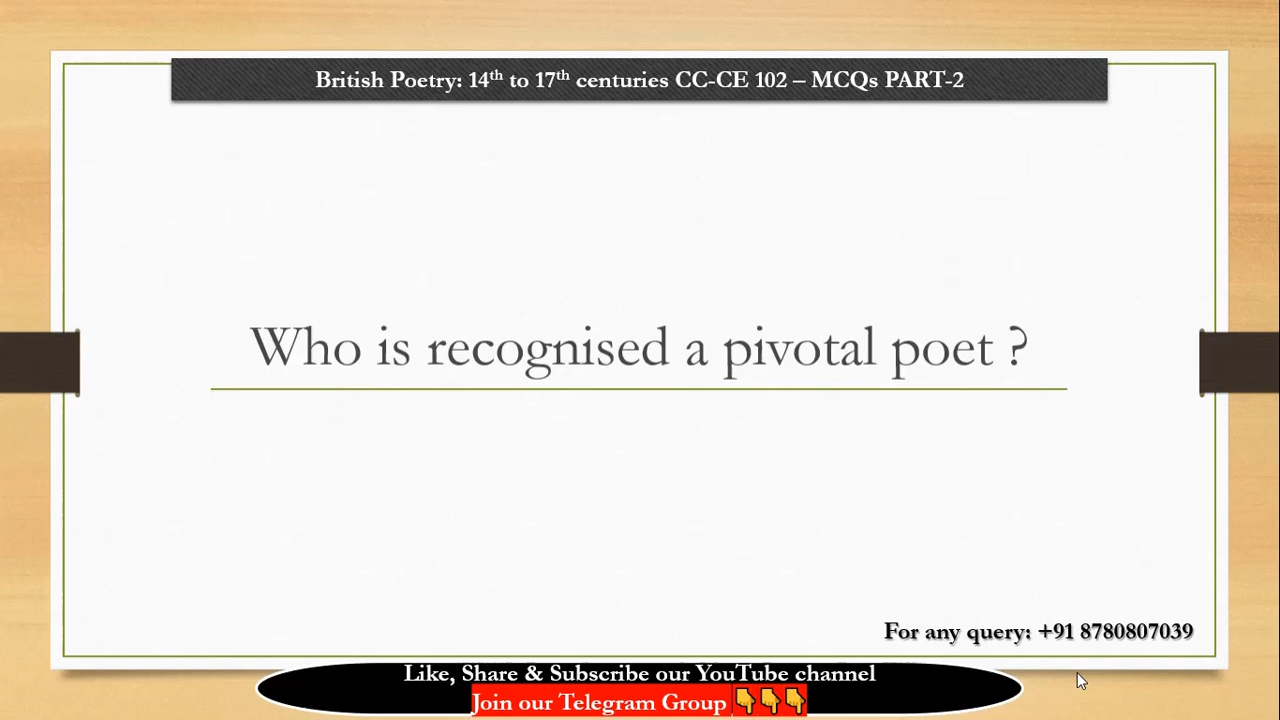 British Poetry: 14th to 17th centuries CC-CE 102 – MCQs PART-2
Who is recognised a pivotal poet ?
For any query: +91 8780807039
Like, Share & Subscribe our YouTube channel
Join our Telegram Group 👇👇👇